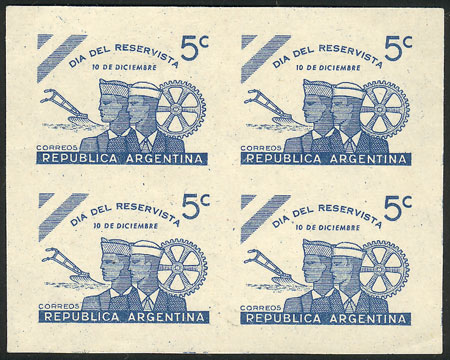 5c 5c
DIA DEL RESERVISTA DIA DEL RESERVISTA
10 DE DICIEMBRE 10 DE DICIEMBRE
CORREOS CORREOS
REPUBLICA ARGENTINA REPUBLICA ARGENTINA
5c 5c
DIA DEL RESERVISTA DIA DEL RESERVISTA
10 DE DICIEMBRE 10 DE DICIEMBRE
CORREOS CORREOS
REPUBLICA ARGENTINA REPUBLICA ARGENTINA